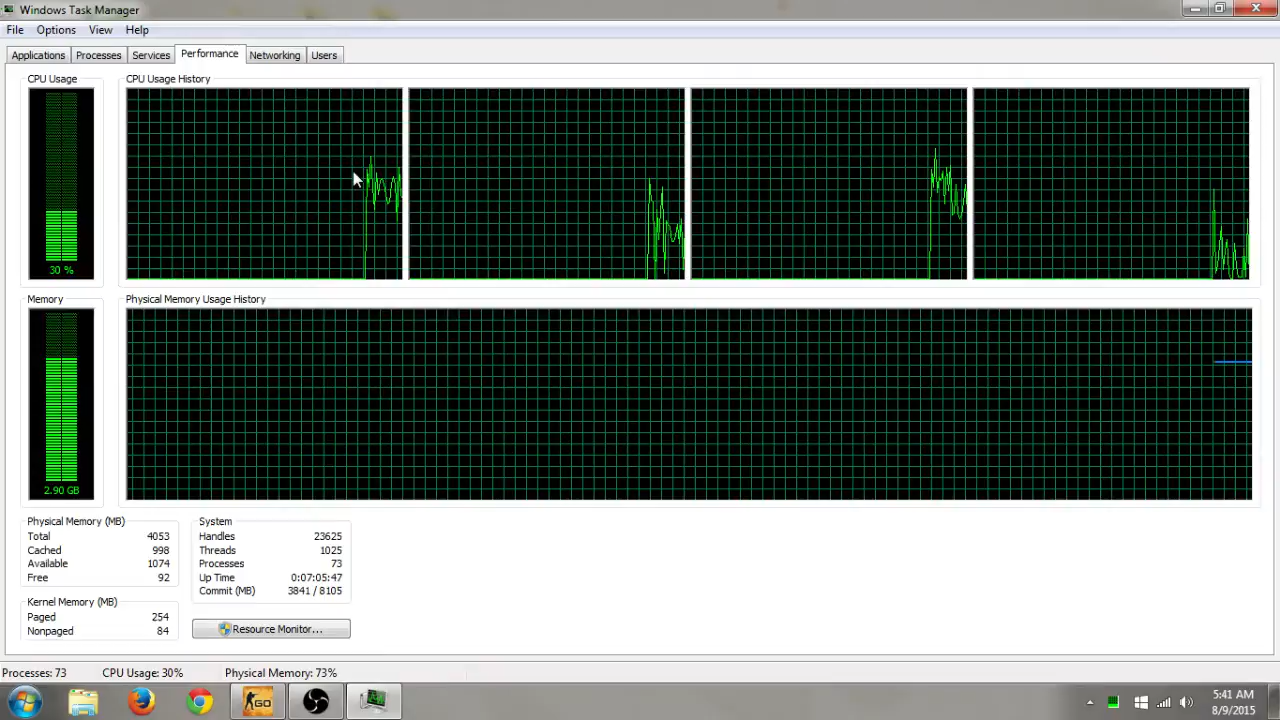 Windows Task Manager
File Options View Help
Applications Processes Services Performance Networking Users
CPU Usage CPU Usage History
30 %
Memory Physical Memory Usage History
2.90 GB
Physical Memory (MB)
Total 4053
Cached 998
Available 1074
Free 92
Kernel Memory (MB)
Paged 254
Nonpaged 84
System
Handles 23625
Threads 1025
Processes 73
Up Time 0:07:05:47
Commit (MB) 3841 / 8105
Resource Monitor...
Processes: 73 CPU Usage: 30% Physical Memory: 73%
GO
5:41 AM
8/9/2015